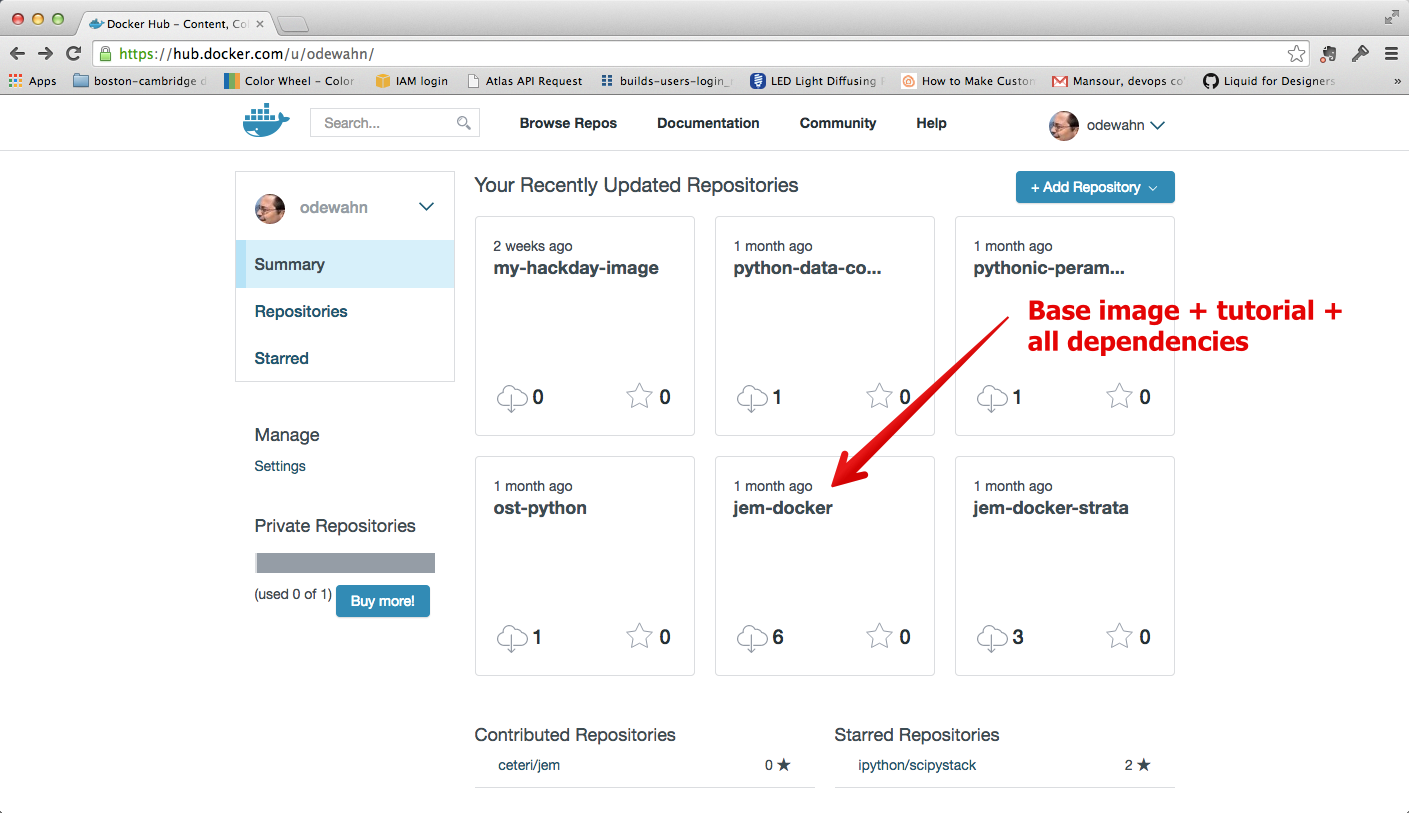 Docker Hub - Content, Co
https://hub.docker.com/u/odewahn/
Apps
boston-cambridge d
Color Wheel - Color
IAM login
Atlas API Request
builds-users-login_
LED Light Diffusing
How to Make Custom
Mansour, devops co
Liquid for Designers
»
Search...
Browse Repos
Documentation
Community
Help
odewahn
odewahn
Summary
Repositories
Starred
Manage
Settings
Private Repositories
(used 0 of 1)
Buy more!
Your Recently Updated Repositories
+ Add Repository
2 weeks ago
my-hackday-image
0
0
1 month ago
python-data-co...
1
0
1 month ago
pythonic-peram...
1
0
Base image + tutorial +
all dependencies
1 month ago
ost-python
1
0
1 month ago
jem-docker
6
0
1 month ago
jem-docker-strata
3
0
Contributed Repositories
ceteri/jem
0 ★
Starred Repositories
ipython/scipystack
2 ★